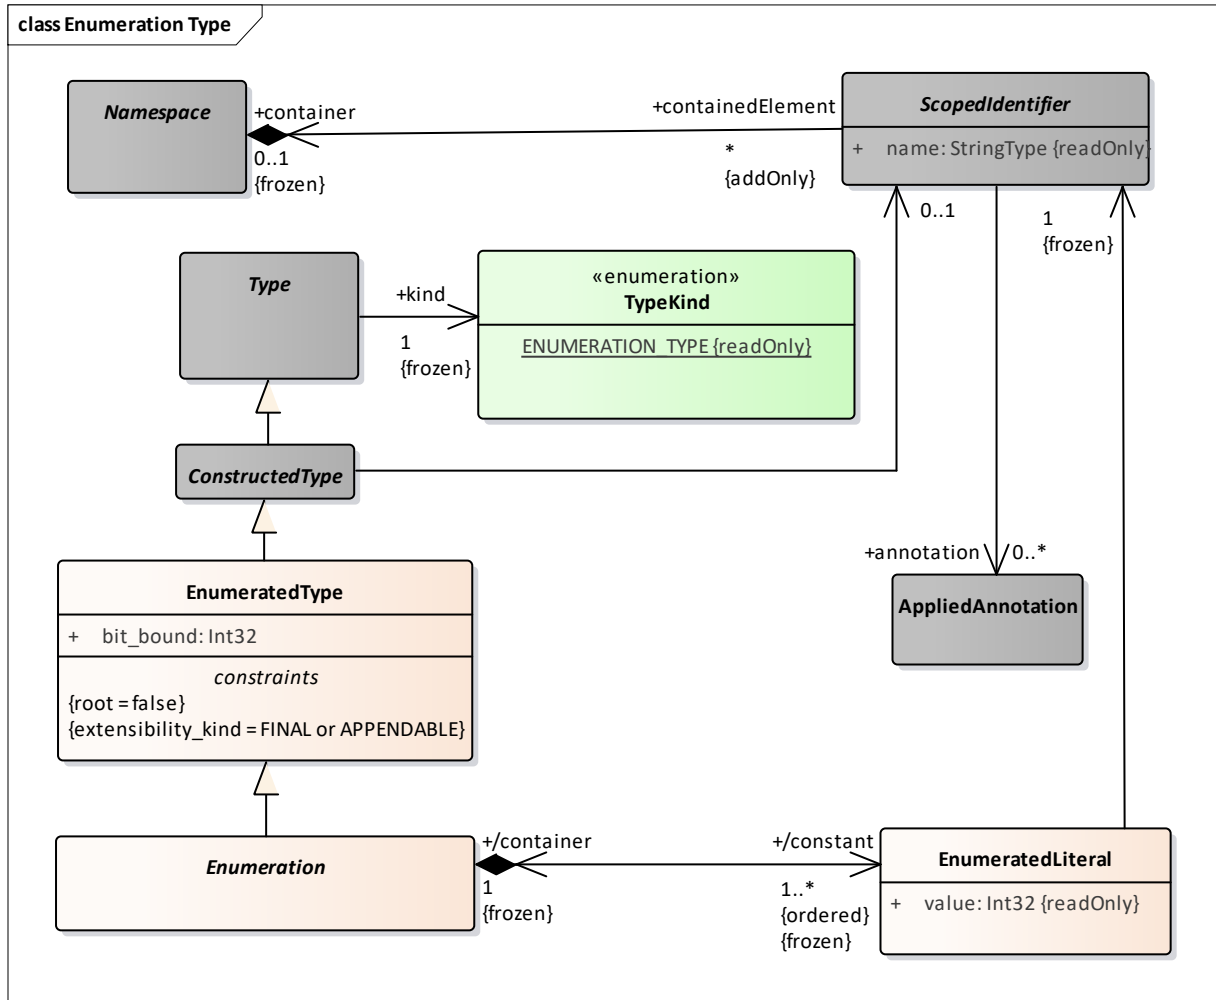 class Enumeration Type
Namespace
+container
0..1
{frozen}
+containedElement
*
{addOnly}
ScopedIdentifier
+ name: StringType {readOnly}
0..1
1
{frozen}
Type
+kind
1
{frozen}
«enumeration»
TypeKind
ENUMERATION_TYPE {readOnly}
ConstructedType
+annotation
0..*
AppliedAnnotation
EnumeratedType
+ bit_bound: Int32
constraints
{root = false}
{extensibility_kind = FINAL or APPENDABLE}
Enumeration
+/container
1
{frozen}
+/constant
1..*
{ordered}
{frozen}
EnumeratedLiteral
+ value: Int32 {readOnly}